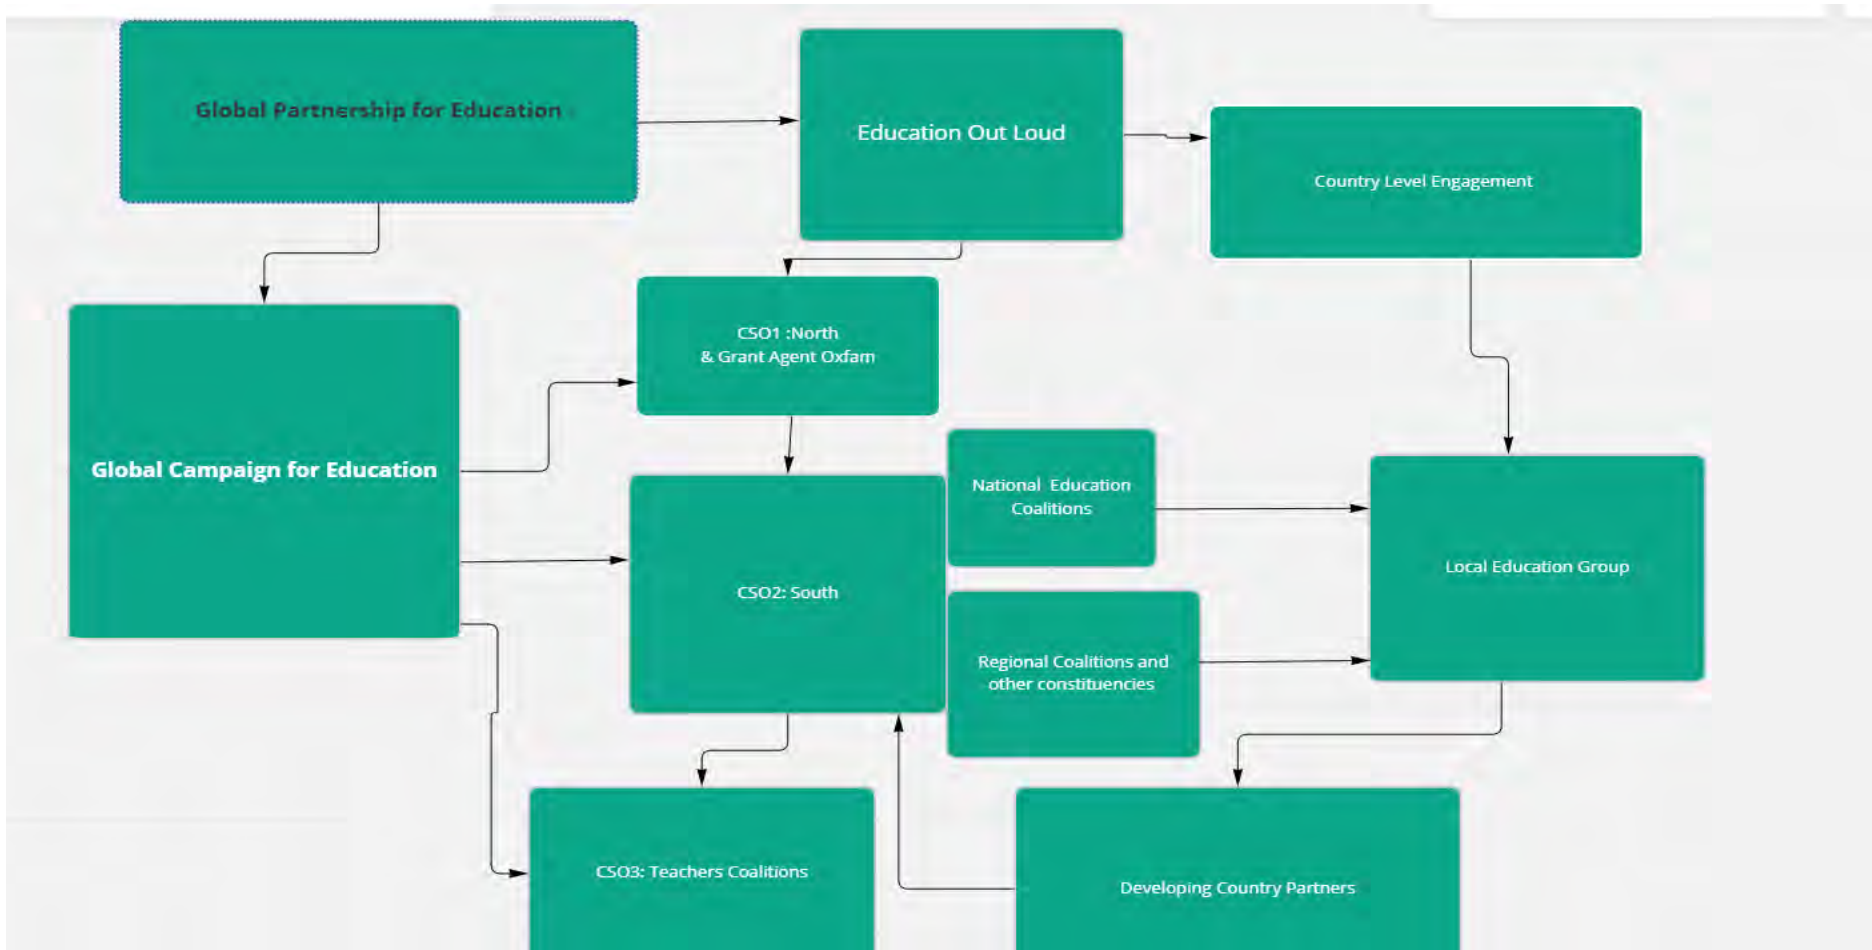 Global Partnership for Education
Education Out Loud
Country Level Engagement
CSO1 :North
& Grant Agent Oxfam
Global Campaign for Education
National Education
Coalitions
Local Education Group
CSO2: South
Regional Coalitions and
other constituencies
CSO3: Teachers Coalitions
Developing Country Partners